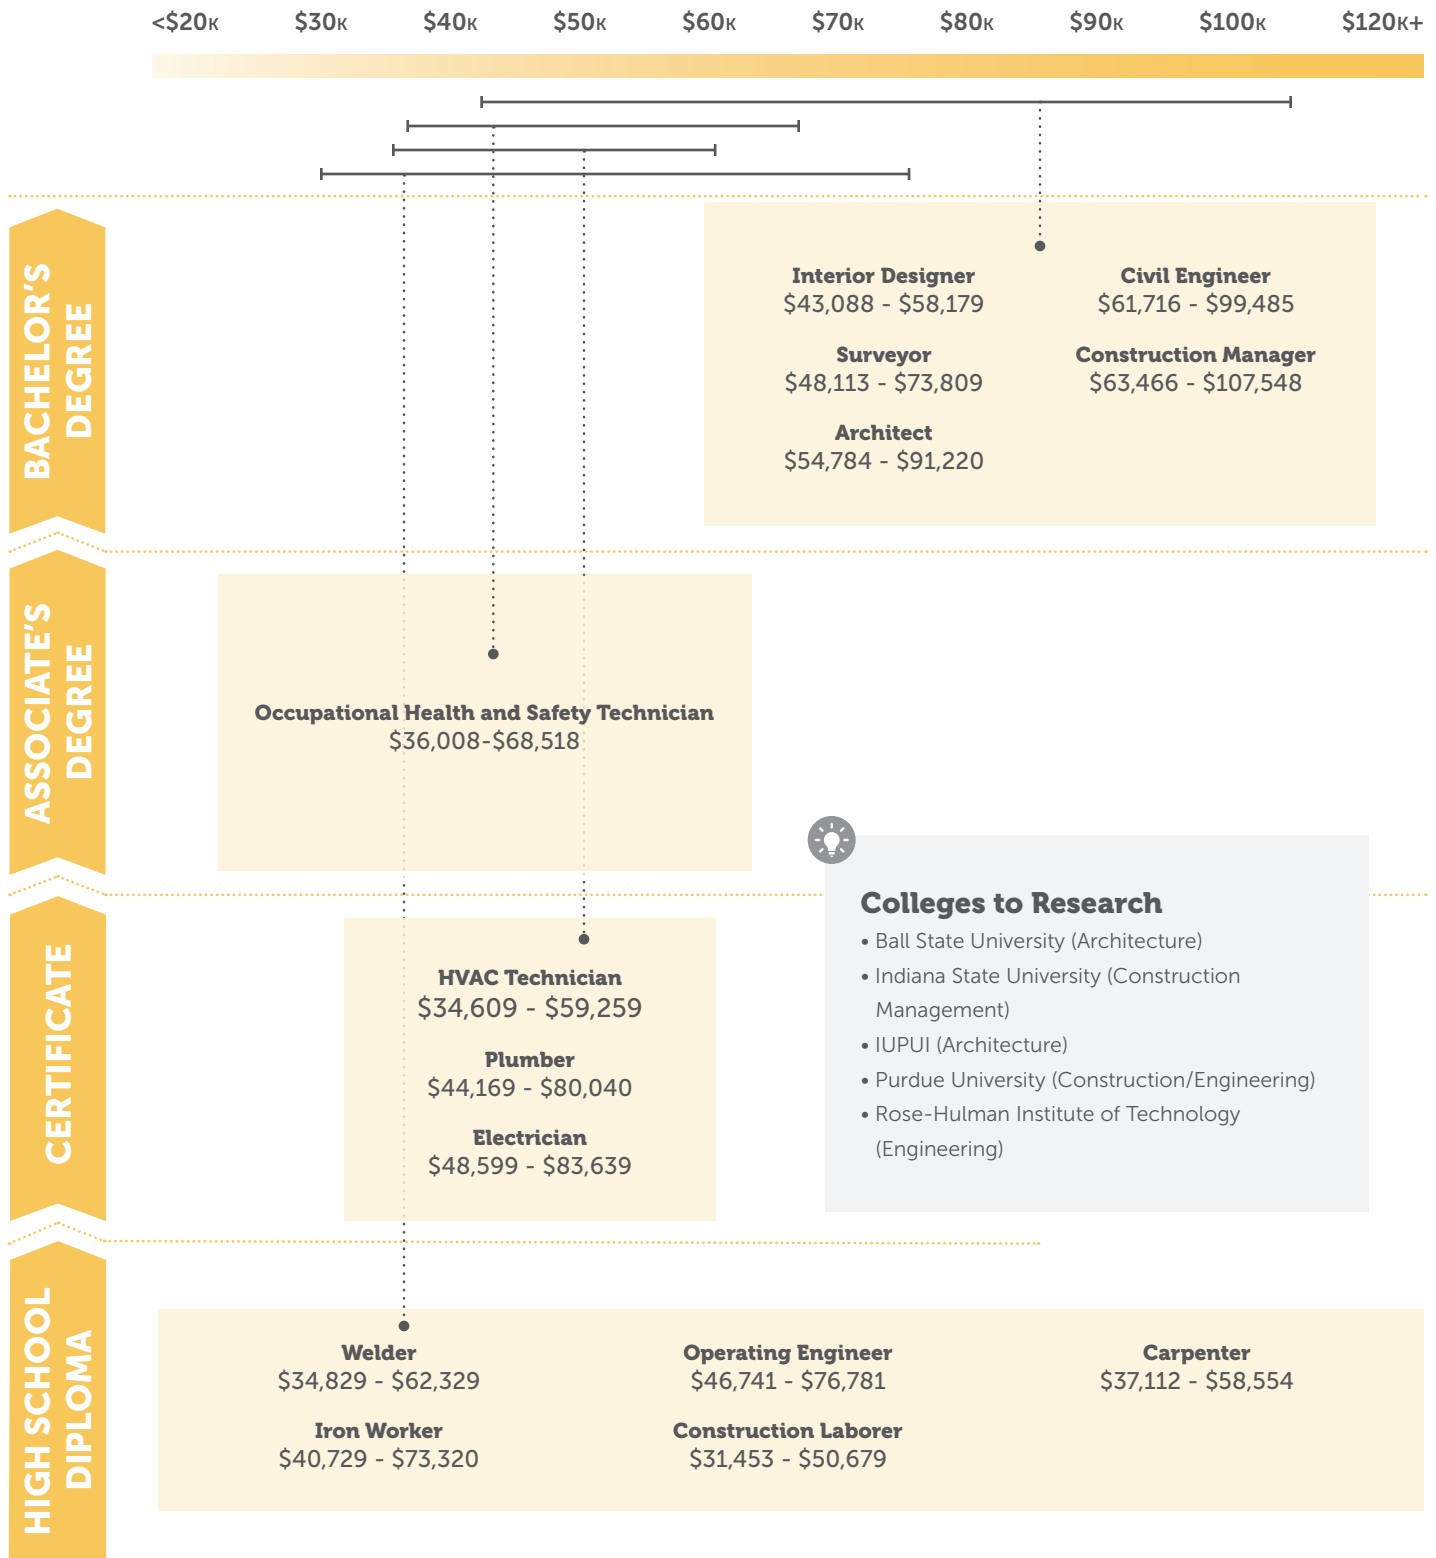 <$20K $30K $40K $50K $60K $70K $80K $90K $100K $120K+
BACHELOR'S
DEGREE
Interior Designer
$43,088 - $58,179
Surveyor
$48,113 - $73,809
Architect
$54,784 - $91,220
Civil Engineer
$61,716 - $99,485
Construction Manager
$63,466 - $107,548
ASSOCIATE'S
DEGREE
Occupational Health and Safety Technician
$36,008-$68,518
CERTIFICATE
HVAC Technician
$34,609 - $59,259
Plumber
$44,169 - $80,040
Electrician
$48,599 - $83,639
Colleges to Research
• Ball State University (Architecture)
• Indiana State University (Construction
Management)
• IUPUI (Architecture)
• Purdue University (Construction/Engineering)
• Rose-Hulman Institute of Technology
(Engineering)
HIGH SCHOOL
DIPLOMA
Welder
$34,829 - $62,329
Iron Worker
$40,729 - $73,320
Operating Engineer
$46,741 - $76,781
Construction Laborer
$31,453 - $50,679
Carpenter
$37,112 - $58,554